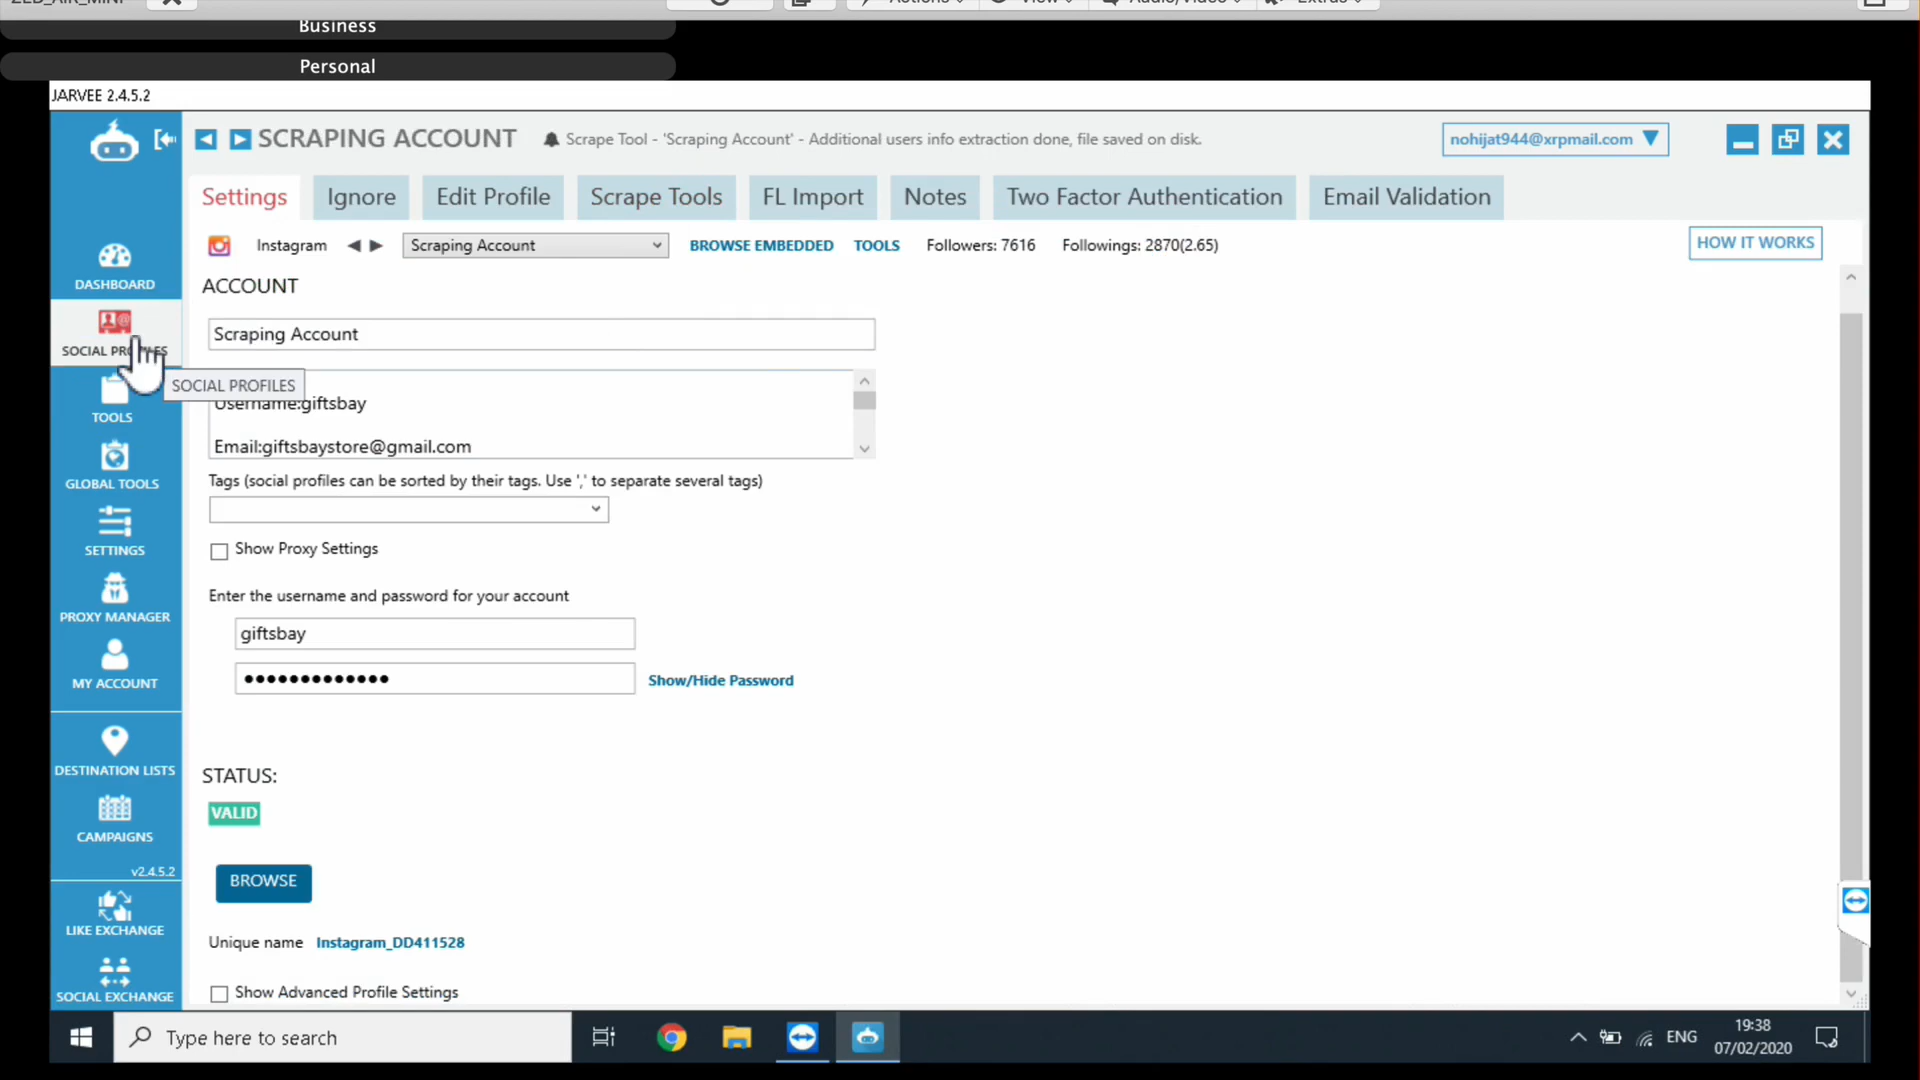 Business
Personal
JARVEE 2.4.5.2
SCRAPING ACCOUNT
Scrape Tool - 'Scraping Account' - Additional users info extraction done, file saved on disk.
nohijat944@xrpmail.com
Settings
Ignore
Edit Profile
Scrape Tools
FL Import
Notes
Two Factor Authentication
Email Validation
Instagram
Scraping Account
BROWSE EMBEDDED
TOOLS
Followers: 7616
Followings: 2870(2.65)
HOW IT WORKS
DASHBOARD
SOCIAL PROFILES
SOCIAL PROFILES
TOOLS
GLOBAL TOOLS
SETTINGS
PROXY MANAGER
MY ACCOUNT
DESTINATION LISTS
CAMPAIGNS
v2.4.5.2
LIKE EXCHANGE
SOCIAL EXCHANGE
ACCOUNT
Scraping Account
Username:giftsbay
Email:giftsbaystore@gmail.com
Tags (social profiles can be sorted by their tags. Use ',' to separate several tags)
Show Proxy Settings
Enter the username and password for your account
giftsbay
Show/Hide Password
STATUS:
VALID
BROWSE
Unique name Instagram_DD411528
Show Advanced Profile Settings
Type here to search
ENG
19:38
07/02/2020